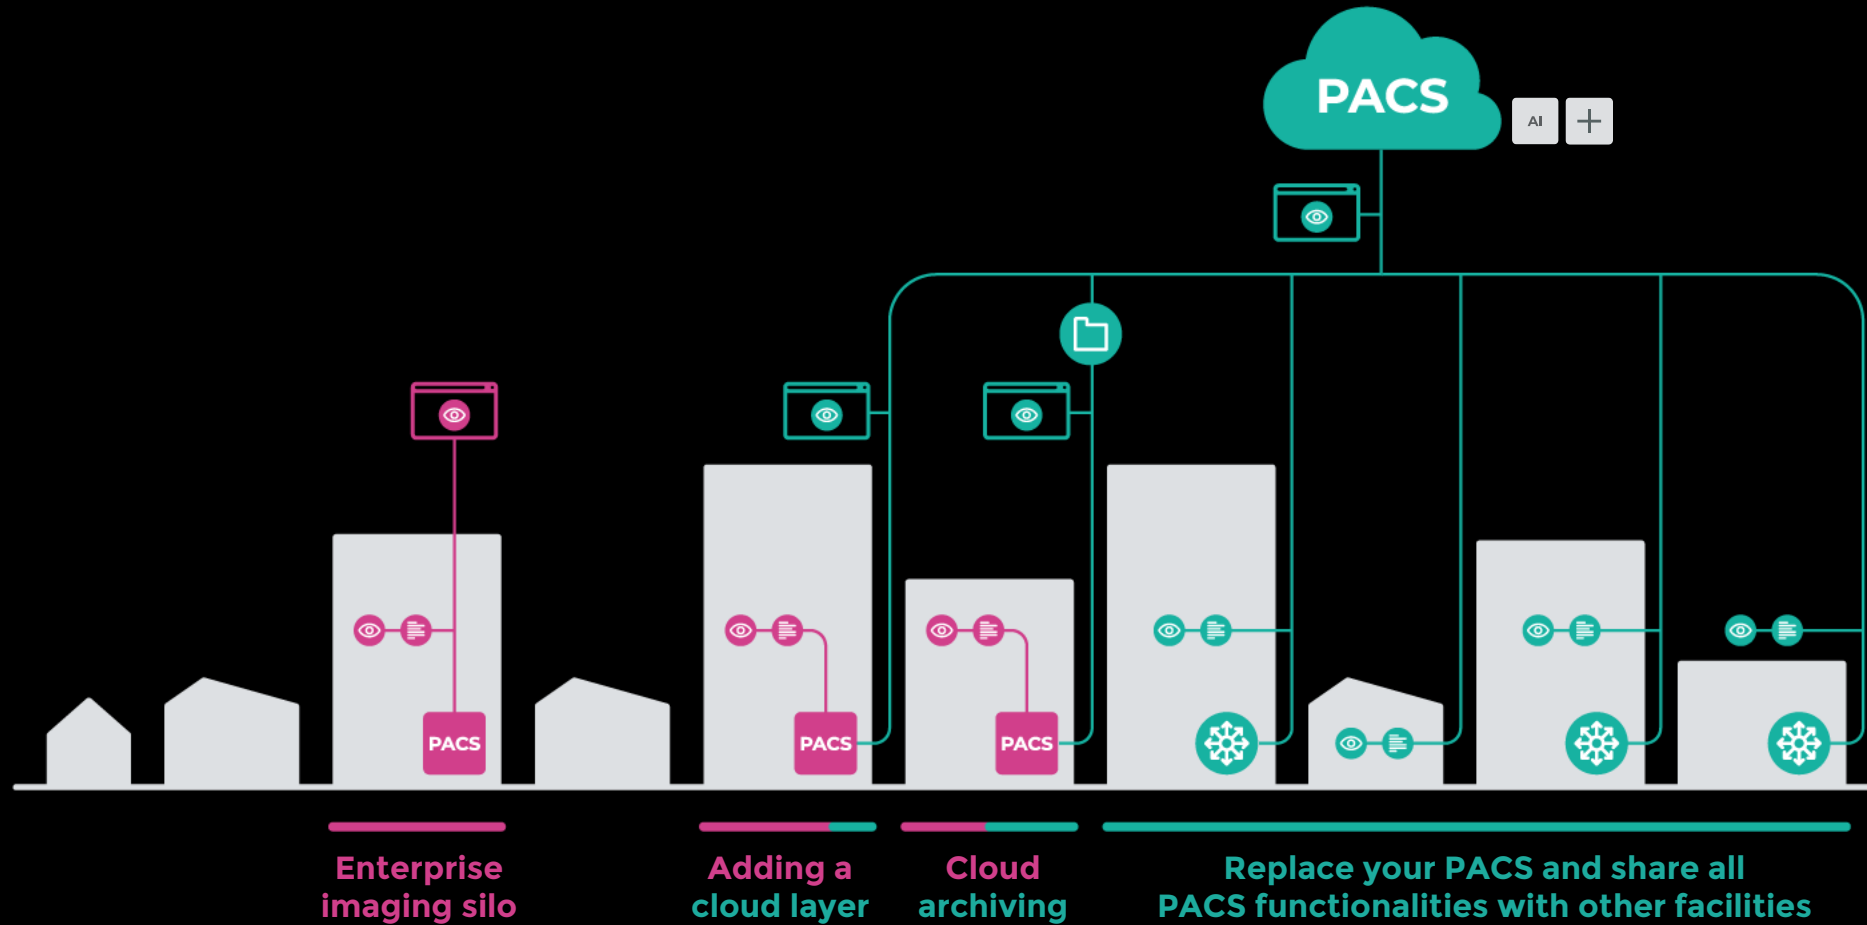 PACS
AI
PACS
PACS
PACS
Enterprise
imaging silo
Adding a
cloud layer
Cloud
archiving
Replace your PACS and share all
PACS functionalities with other facilities